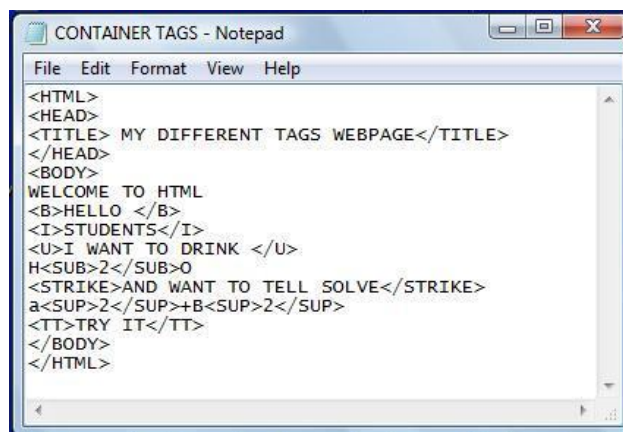 CONTAINER TAGS - Notepad
File Edit Format View Help
<HTML>
<HEAD>
<TITLE> MY DIFFERENT TAGS WEBPAGE</TITLE>
</HEAD>
<BODY>
WELCOME TO HTML
<B>HELLO </B>
<I>STUDENTS</I>
<U>I WANT TO DRINK </U>
H<SUB>2</SUB>O
<STRIKE>AND WANT TO TELL SOLVE</STRIKE>
a<SUP>2</SUP>+B<SUP>2</SUP>
<TT>TRY IT</TT>
</BODY>
</HTML>